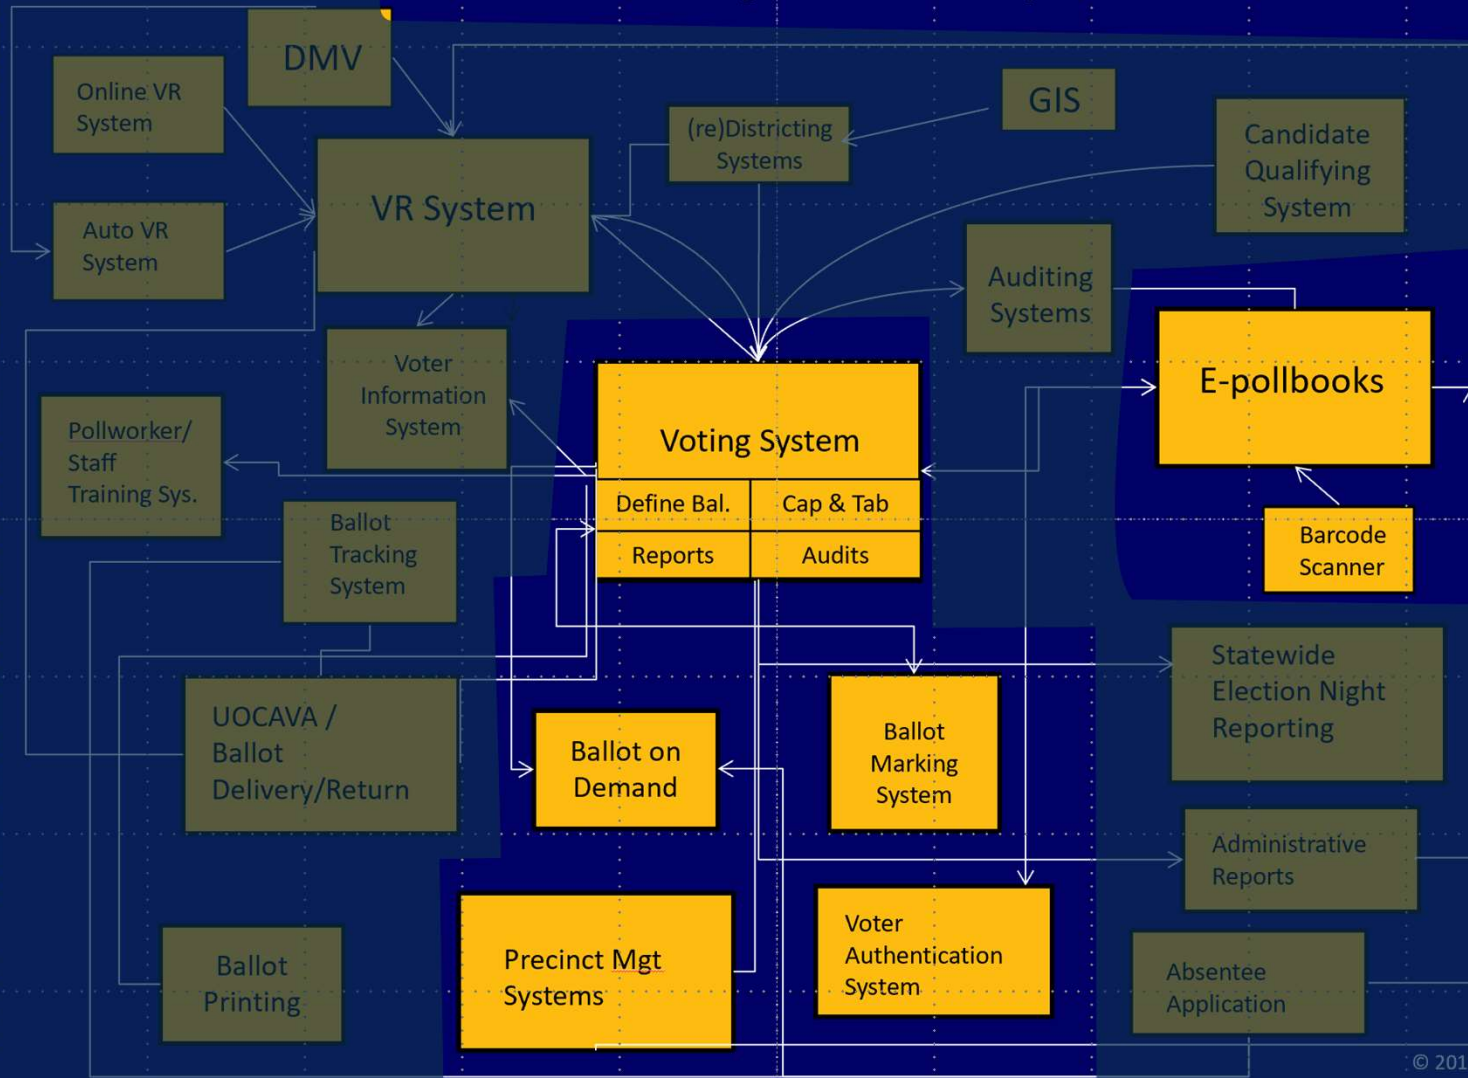 DMV
Online VR
System
GIS
(re)Districting
Systems
Candidate
Qualifying
System
VR System
Auto VR
System
Auditing
Systems
Voter
Information
System
E-pollbooks
Pollworker/
Staff
Training Sys.
Voting System
Define Bal.
Cap & Tab
Reports
Audits
Ballot
Tracking
System
Barcode
Scanner
Statewide
Election Night
Reporting
UOCAVA /
Ballot
Delivery/Return
Ballot on
Demand
Ballot
Marking
System
Administrative
Reports
Precinct Mgt
Systems
Voter
Authentication
System
Ballot
Printing
Absentee
Application
© 201